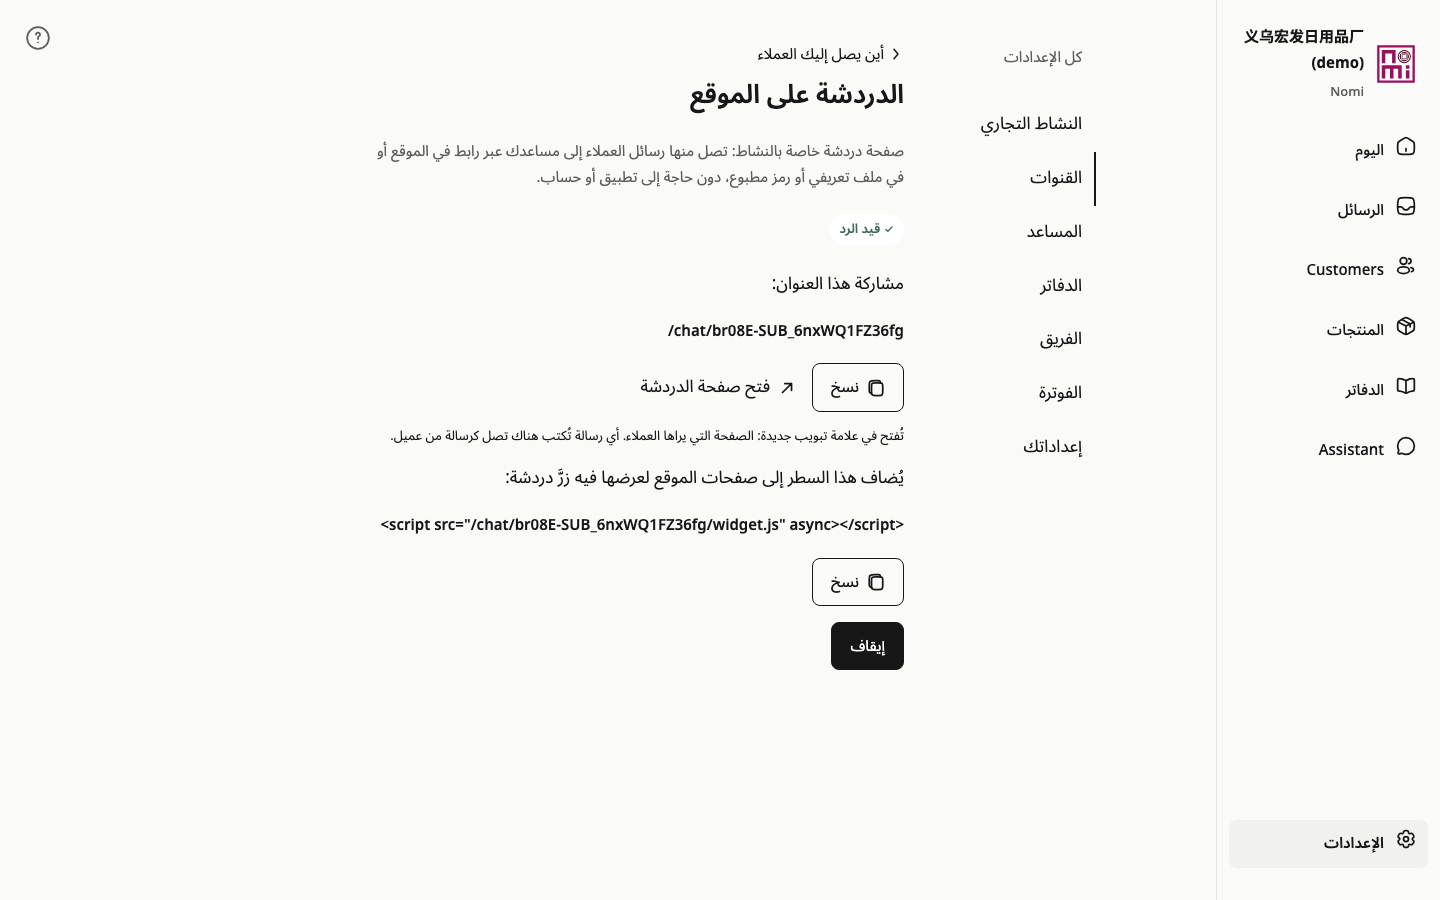 义乌宏发日用品厂
(demo)
Nomi
اليوم
الرسائل
Customers
المنتجات
الدفاتر
Assistant
الإعدادات
كل الإعدادات
النشاط التجاري
القنوات
المساعد
الدفاتر
الفريق
الفوترة
إعداداتك
أين يصل إليك العملاء
الدردشة على الموقع
صفحة دردشة خاصة بالنشاط: تصل منها رسائل العملاء إلى مساعدك عبر رابط في الموقع أو
في ملف تعريفي أو رمز مطبوع، دون حاجة إلى تطبيق أو حساب.
قيد الرد
مشاركة هذا العنوان:
/chat/br08E-SUB_6nxWQ1FZ36fg
نسخ
فتح صفحة الدردشة
تُفتح في علامة تبويب جديدة: الصفحة التي يراها العملاء. أي رسالة تُكتب هناك تصل كرسالة من عميل.
يُضاف هذا السطر إلى صفحات الموقع لعرضها فيه زرَّ دردشة:
<script src="/chat/br08E-SUB_6nxWQ1FZ36fg/widget.js" async></script>
نسخ
إيقاف